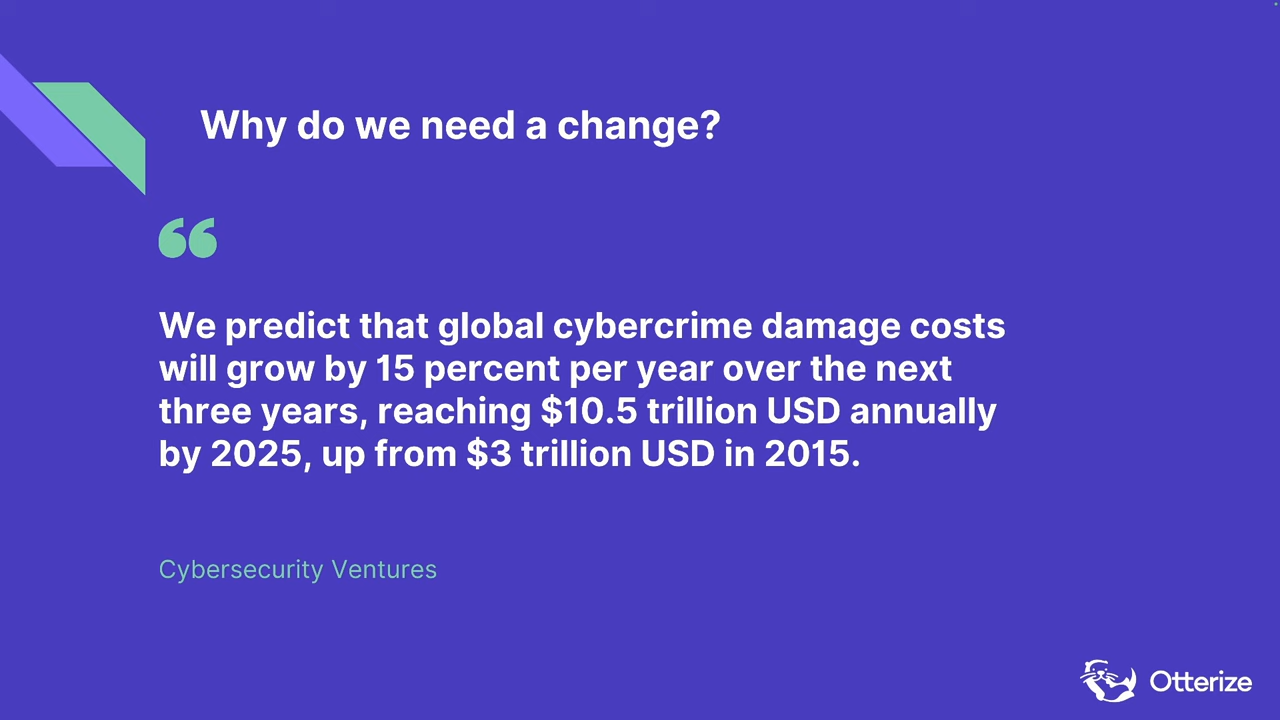 Why do we need a change?
“
We predict that global cybercrime damage costs
will grow by 15 percent per year over the next
three years, reaching $10.5 trillion USD annually
by 2025, up from $3 trillion USD in 2015.
Cybersecurity Ventures
Otterize